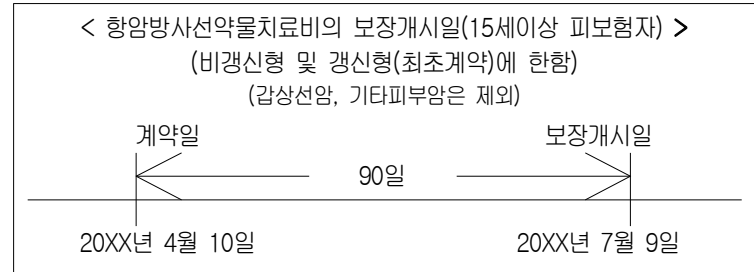 < 항암방사선약물치료비의 보장개시일(15세이상 피보험자) >
(비갱신형 및 갱신형(최초계약)에 한함)
(갑상선암, 기타피부암은 제외)
계약일 보장개시일
90일
20XX년 4월 10일 20XX년 7월 9일